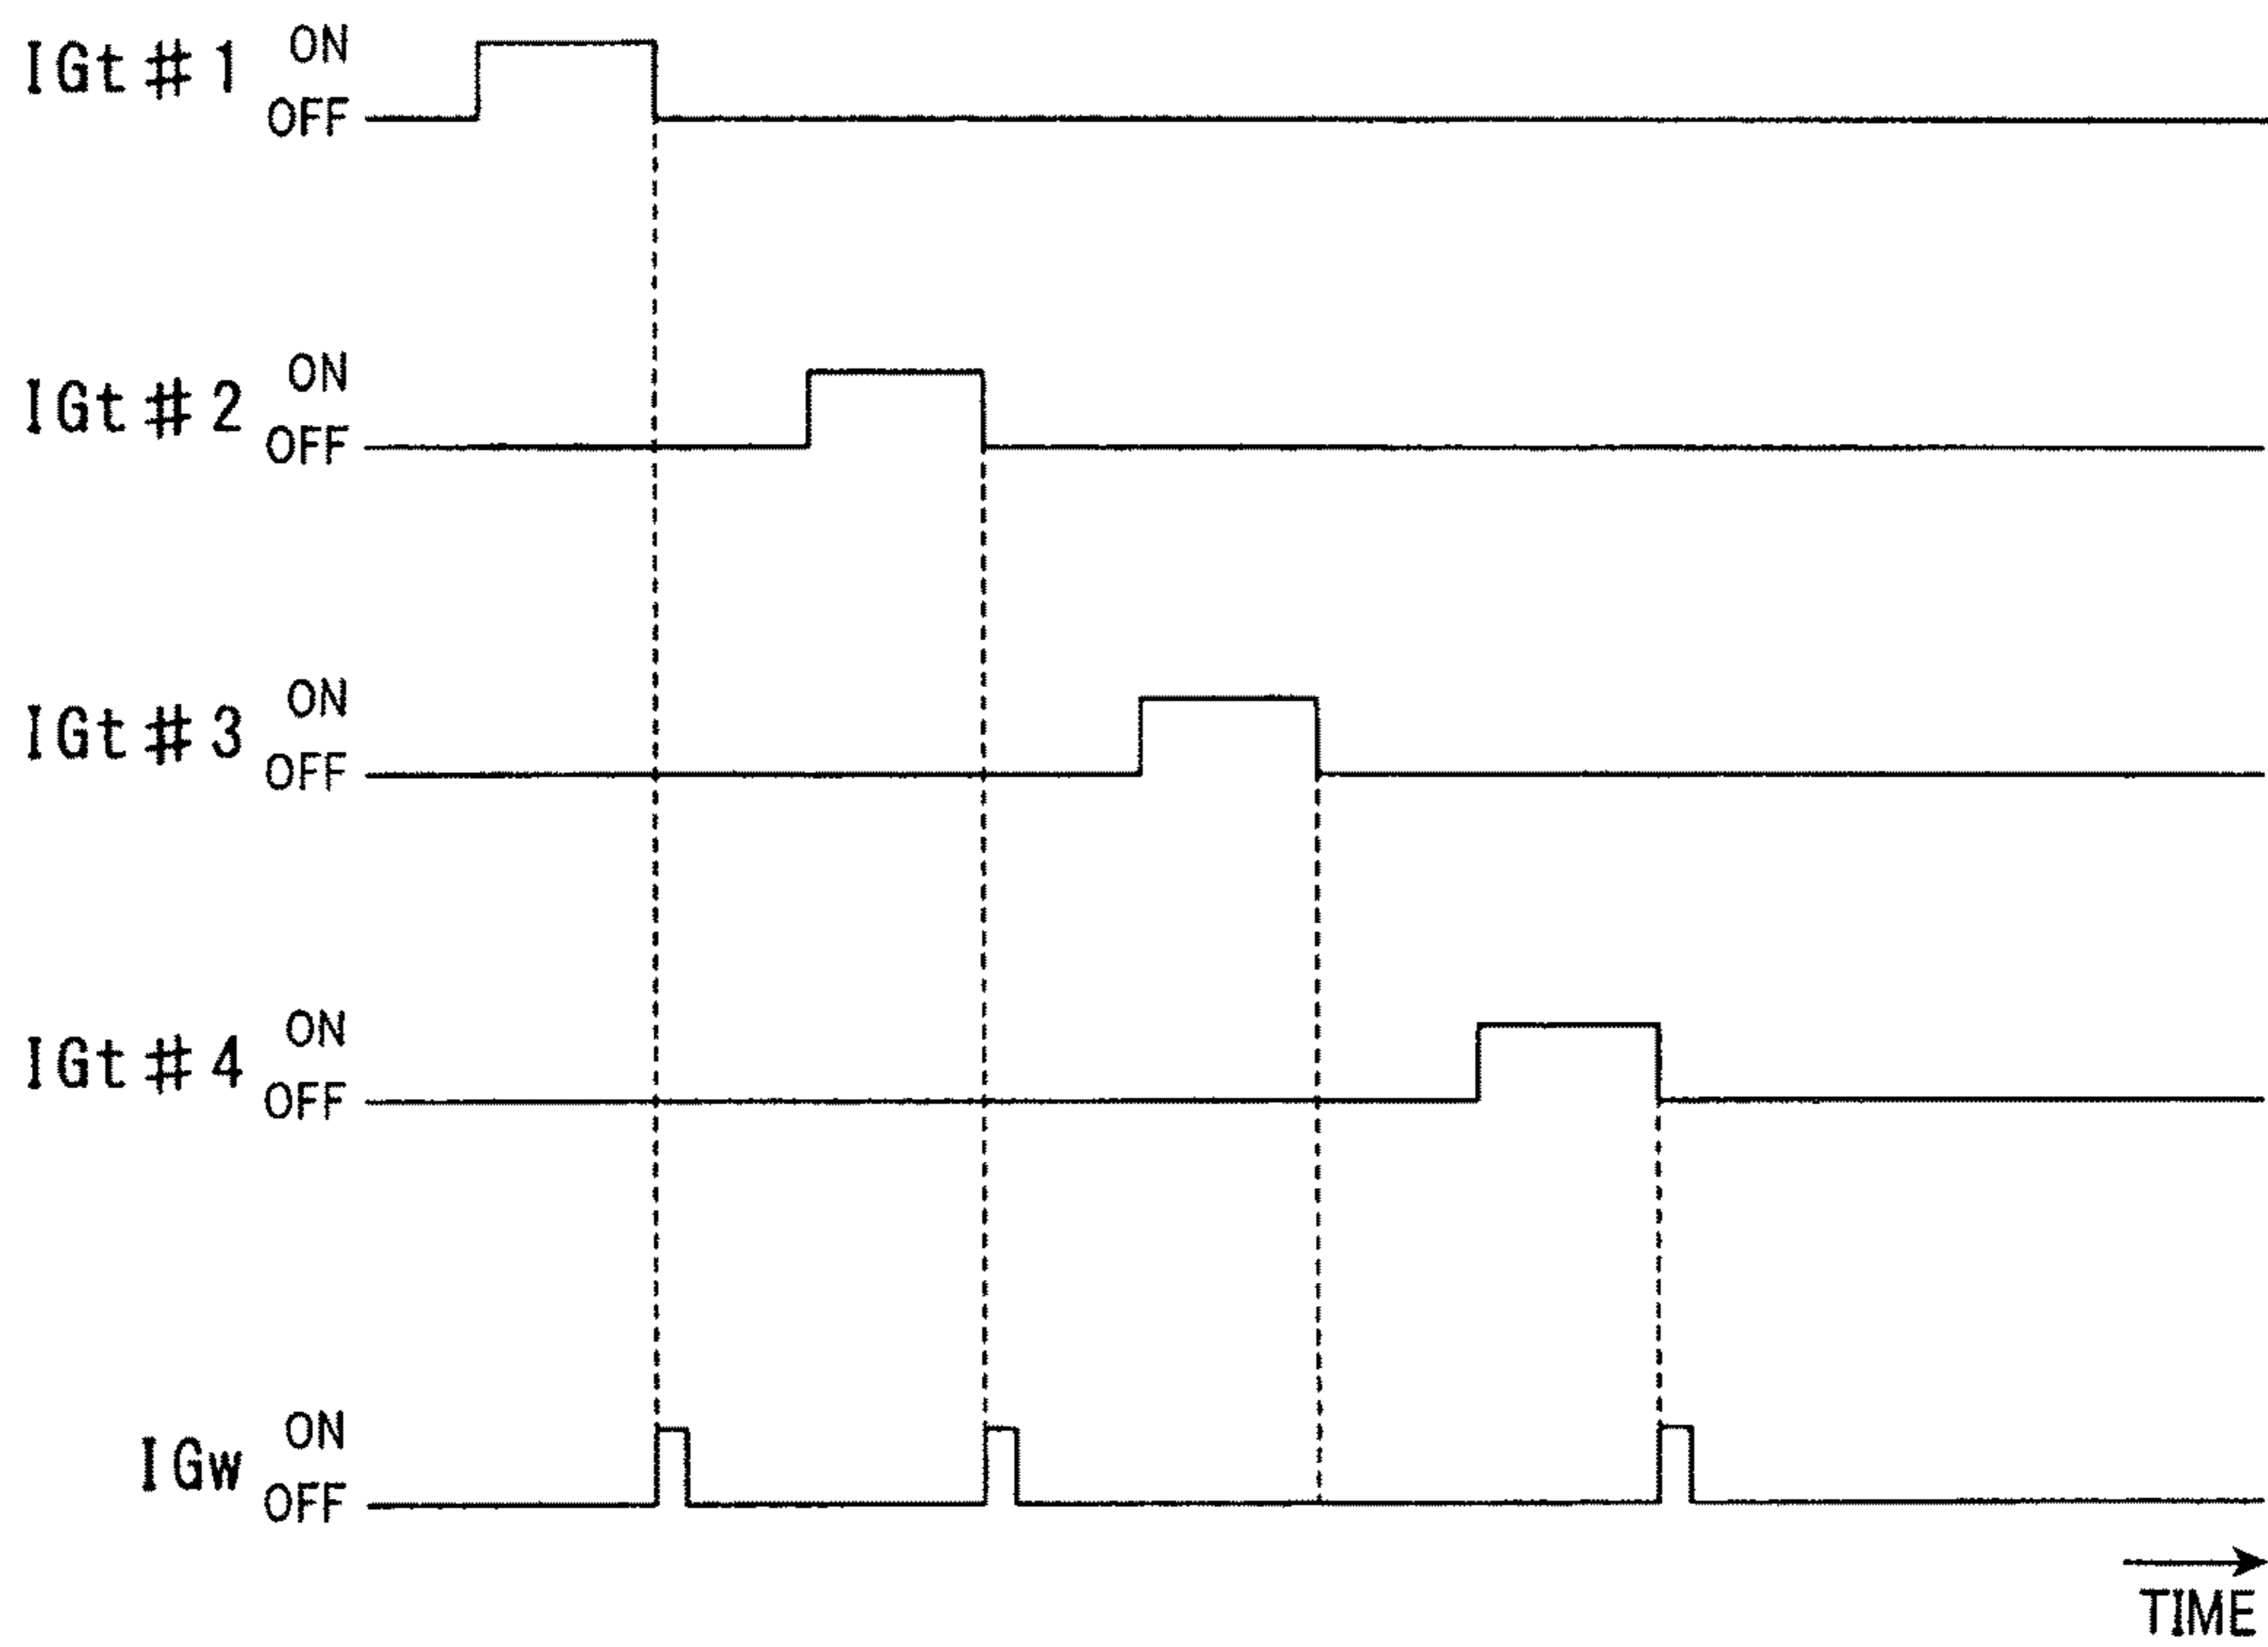 IGt#1 ON
OFF
IGt#2 ON
OFF
IGt#3 ON
OFF
IGt#4 ON
OFF
IGw ON
OFF
TIME